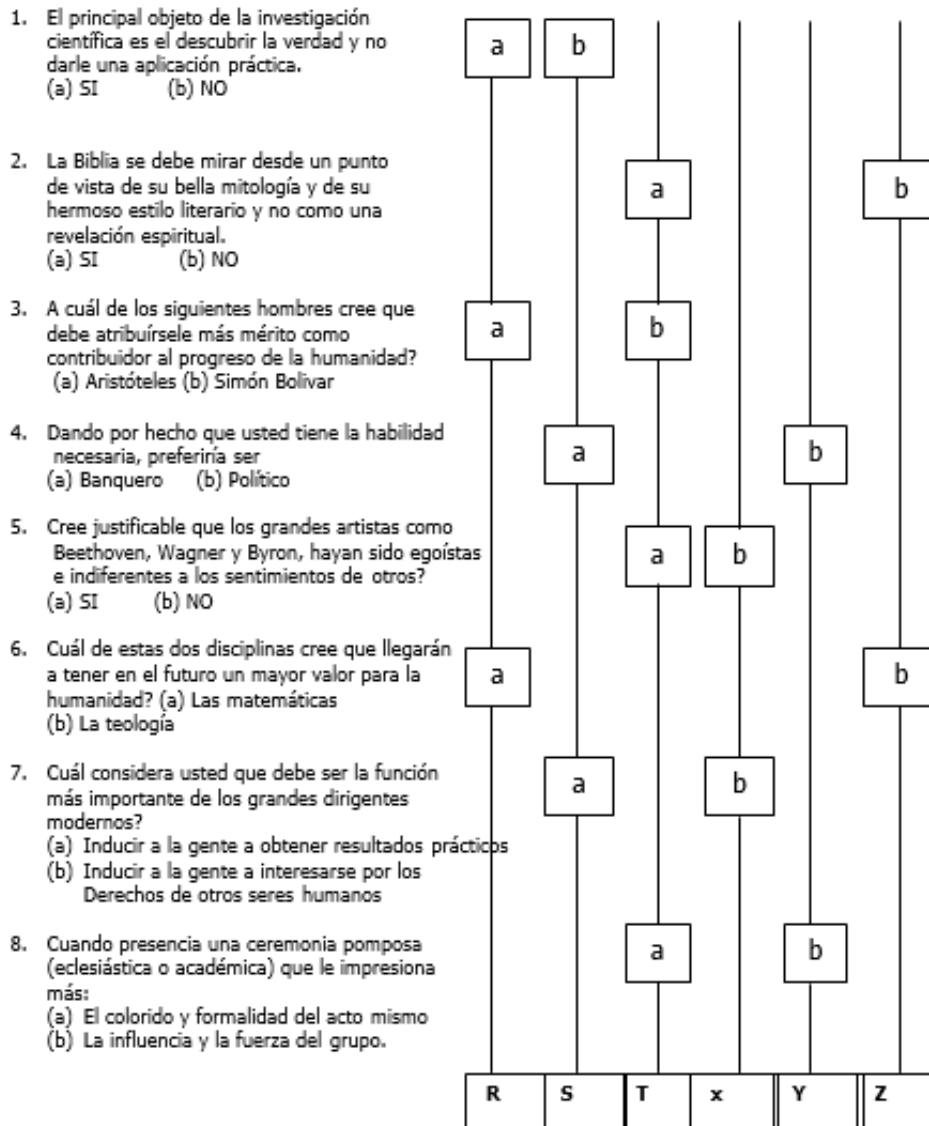 1. El principal objeto de la investigación
científica es el descubrir la verdad y no
darle una aplicación práctica.
(a) SI (b) NO
a b
2. La Biblia se debe mirar desde un punto
de vista de su bella mitología y de su
hermoso estilo literario y no como una
revelación espiritual.
(a) SI (b) NO
a b
3. A cuál de los siguientes hombres cree que
debe atribuírsele más mérito como
contribuidor al progreso de la humanidad?
(a) Aristóteles (b) Simón Bolivar
a b
4. Dando por hecho que usted tiene la habilidad
necesaria, preferiría ser
(a) Banquero (b) Político
a b
5. Cree justificable que los grandes artistas como
Beethoven, Wagner y Byron, hayan sido egoístas
e indiferentes a los sentimientos de otros?
(a) SI (b) NO
a b
6. Cuál de estas dos disciplinas cree que llegarán
a tener en el futuro un mayor valor para la
humanidad? (a) Las matemáticas
(b) La teología
a b
7. Cuál considera usted que debe ser la función
más importante de los grandes dirigentes
modernos?
(a) Inducir a la gente a obtener resultados prácticos
(b) Inducir a la gente a interesarse por los
Derechos de otros seres humanos
a b
8. Cuando presencia una ceremonia pomposa
(eclesiástica o académica) que le impresiona
más:
(a) El colorido y formalidad del acto mismo
(b) La influencia y la fuerza del grupo.
a b
R S T x Y Z